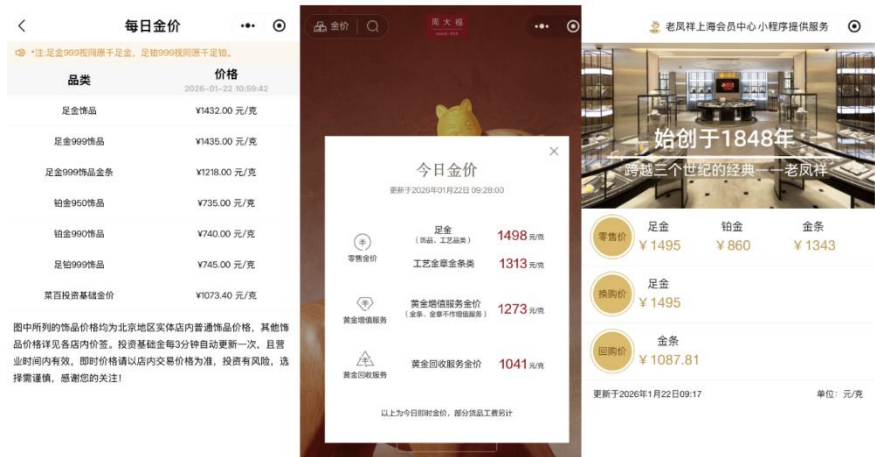 每日金价
*注:足金999视同原千足金，足铂999视同原千足铂。
品类 价格
2026-01-22 10:59:42
足金饰品 ¥1432.00 元/克
足金999饰品 ¥1435.00 元/克
足金999饰品金条 ¥1218.00 元/克
铂金950饰品 ¥735.00 元/克
铂金990饰品 ¥740.00 元/克
足铂999饰品 ¥745.00 元/克
菜百投资基础金价 ¥1073.40 元/克
图中所列的饰品价格均为北京地区实体店内普通饰品价格，其他饰
品价格详见各店内价签。投资基础金每3分钟自动更新一次，且营
业时间内有效，即时价格请以店内交易价格为准，投资有风险，选
择需谨慎，感谢您的关注！
金价
周大福
今日金价
更新于2026年01月22日 09:28:00
零售金价
足金
（饰品、工艺品类）
1498 元/克
工艺金章金条类 1313 元/克
黄金增值服务
黄金增值服务金价
（金条、金章不作增值服务）
1273 元/克
黄金回收服务
黄金回收服务金价 1041 元/克
以上为今日即时金价，部分货品工费另计
老凤祥上海会员中心小程序提供服务
始创于1848年
跨越三个世纪的经典——老凤祥
零售价
足金 铂金 金条
¥1495 ¥860 ¥1343
换购价
足金
¥1495
回购价
金条
¥1087.81
更新于2026年1月22日09:17 单位：元/克